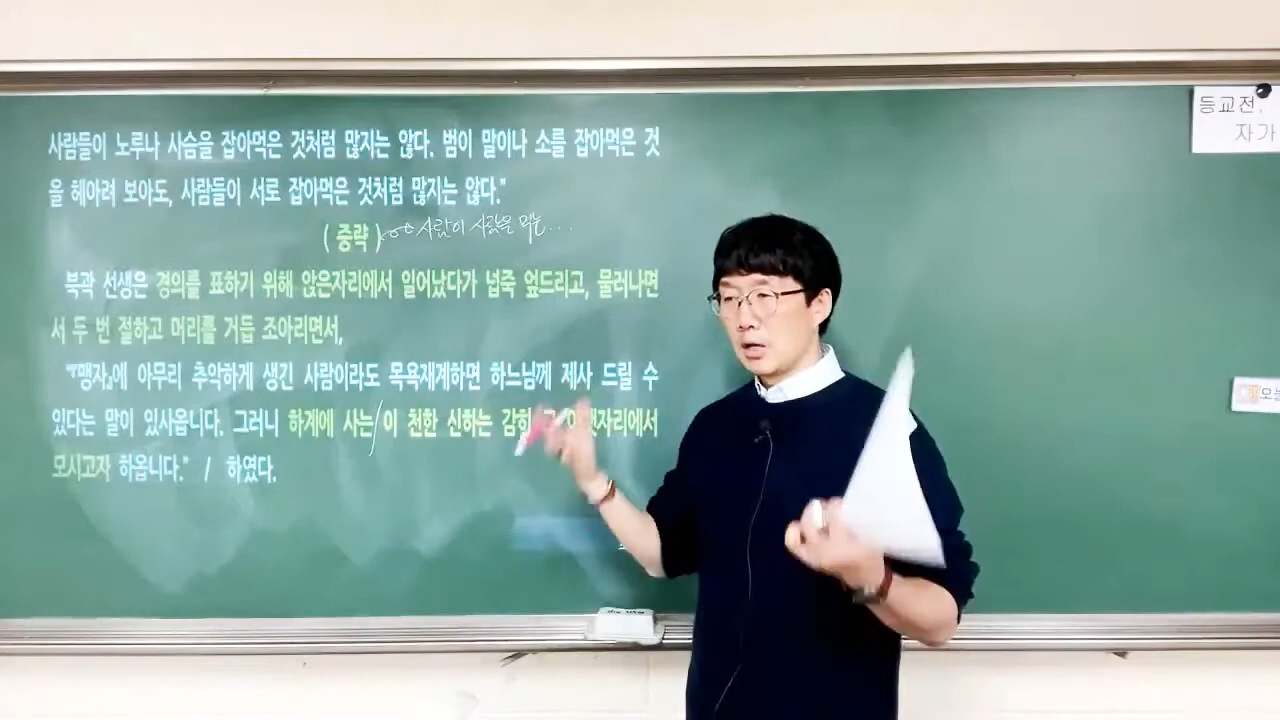 사람들이 노루나 사슴을 잡아먹은 것처럼 많지는 않다. 범이 말이나 소를 잡아먹은 것
을 헤아려 보아도, 사람들이 서로 잡아먹은 것처럼 많지는 않다."
(중략) 사람이 사람을 먹는...
북곽 선생은 경의를 표하기 위해 앉은자리에서 일어났다가 넙죽 엎드리고, 물러나면
서 두 번 절하고 머리를 거듭 조아리면서,
"『맹자』에 아무리 추악하게 생긴 사람이라도 목욕재계하면 하느님께 제사 드릴 수
있다는 말이 있사옵니다. 그러니 하계에 사는/이 천한 신하는 감히
모시고자 하옵니다." / 하였다.
등교전,
자가
오늘